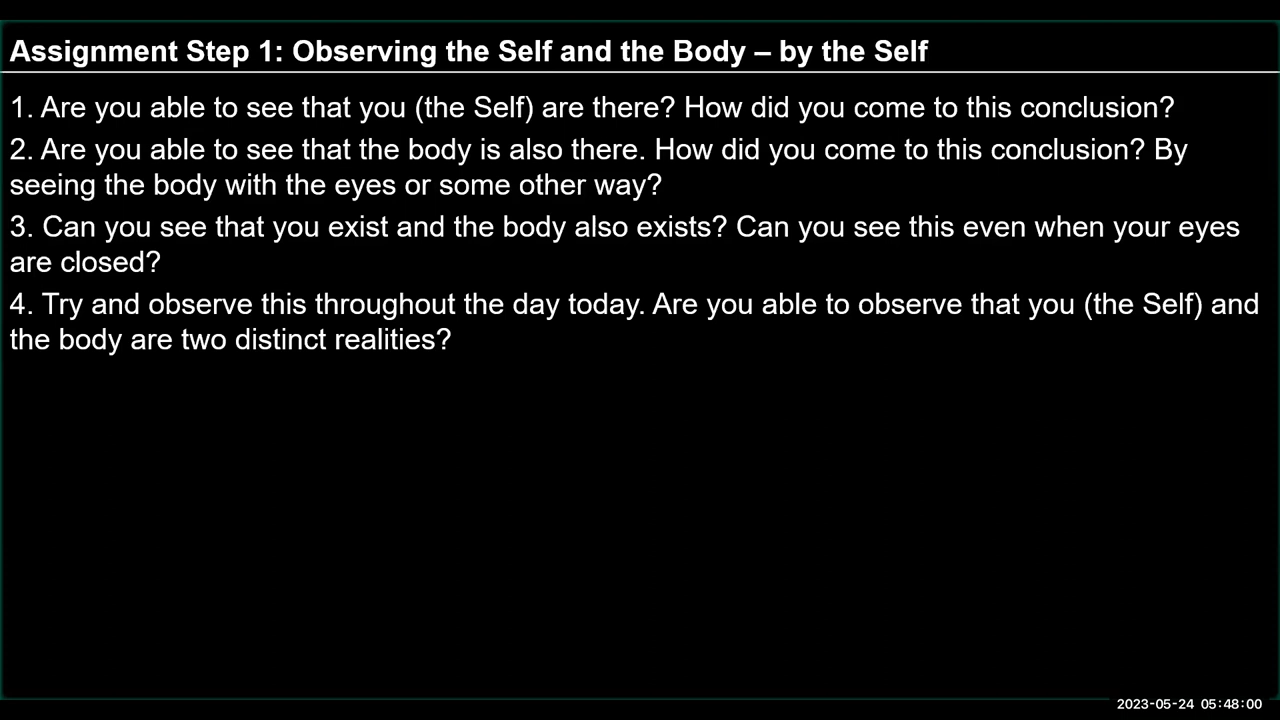 Assignment Step 1: Observing the Self and the Body – by the Self
1. Are you able to see that you (the Self) are there? How did you come to this conclusion?
2. Are you able to see that the body is also there. How did you come to this conclusion? By
seeing the body with the eyes or some other way?
3. Can you see that you exist and the body also exists? Can you see this even when your eyes
are closed?
4. Try and observe this throughout the day today. Are you able to observe that you (the Self) and
the body are two distinct realities?
2023-05-24 05:48:00